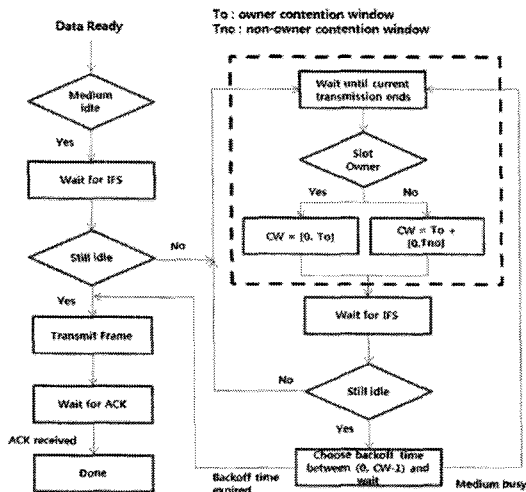 To : owner contention window
Tno : non-owner contention window
Data Ready
Medium
idle
Yes
Wait for IFS
Still idle
No
Yes
Transmit Frame
Wait for ACK
ACK received
Done
Wait until current
transmission ends
Slot
Owner
Yes
No
CW = [0, To]
CW = To +
[0,Tno]
Wait for IFS
Still idle
No
Yes
Choose backoff time
between (0, CW-1) and
wait
Backoff time
expired
Medium busy